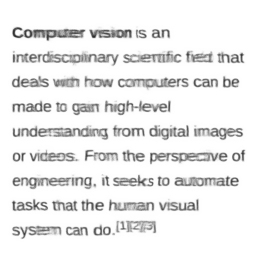 Computer vision is an
interdisciplinary scientific field that
deals with how computers can be
made to gain high-level
understanding from digital images
or videos. From the perspective of
engineering, it seeks to automate
tasks that the human visual
system can do.[1][2][3]